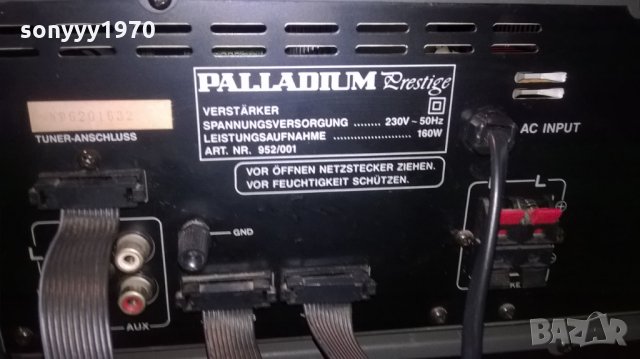 sonyyy1970
PALLADIUM Prestige
VERSTÄRKER
SPANNUNGSVERSORGUNG ........ 230V ~ 50Hz
LEISTUNGSAUFNAHME ..................... 160W
ART. NR. 952/001
VOR ÖFFNEN NETZSTECKER ZIEHEN.
VOR FEUCHTIGKEIT SCHÜTZEN.
TUNER-ANSCHLUSS
AC INPUT
GND
L
L
AUX
BAZAR